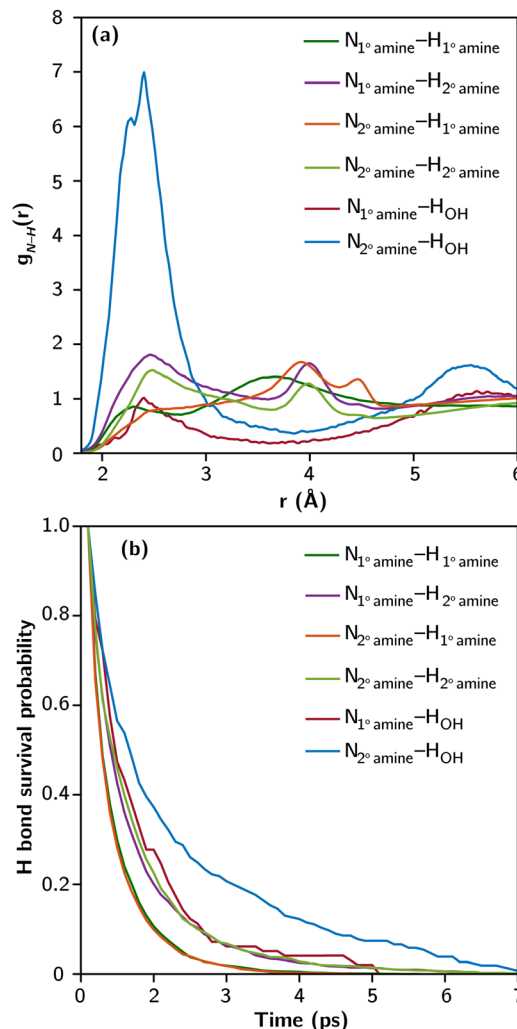 (a)
8
7
6
5
4
3
2
1
0
g_N–H(r)
N1° amine–H1° amine
N1° amine–H2° amine
N2° amine–H1° amine
N2° amine–H2° amine
N1° amine–HOH
N2° amine–HOH
2 3 4 5 6
r (Å)
(b)
1.0
0.8
0.6
0.4
0.2
0
H bond survival probability
N1° amine–H1° amine
N1° amine–H2° amine
N2° amine–H1° amine
N2° amine–H2° amine
N1° amine–HOH
N2° amine–HOH
0 2 3 4 5 6 7
Time (ps)